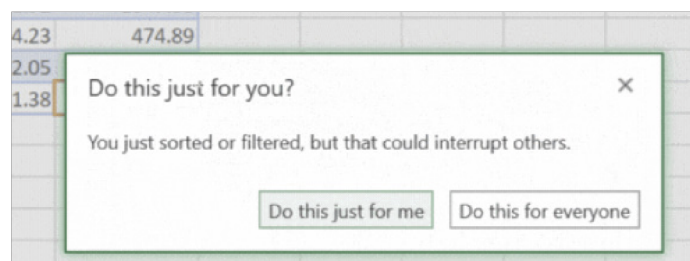 4.23 474.89
2.05
1.38
Do this just for you?
You just sorted or filtered, but that could interrupt others.
Do this just for me Do this for everyone